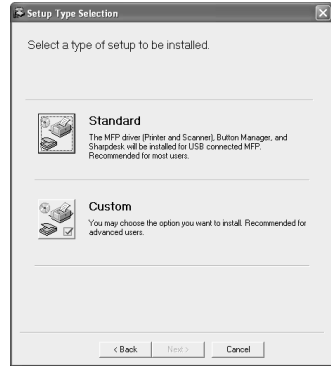 Setup Type Selection
Select a type of setup to be installed.
Standard
The MFP driver (Printer and Scanner), Button Manager, and
Sharpdesk will be installed for USB connected MFP.
Recommended for most users.
Custom
You may choose the option you want to install. Recommended for
advanced users.
< Back
Next >
Cancel